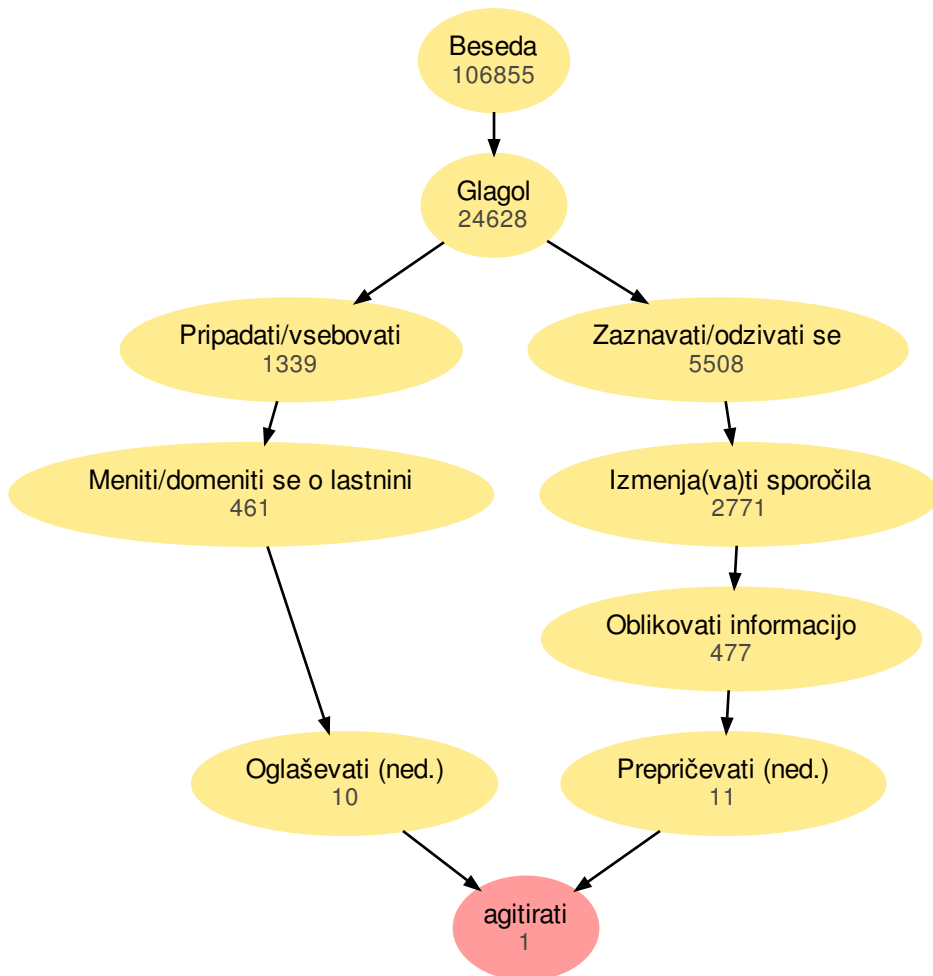 Beseda
106855
Glagol
24628
Pripadati/vsebovati
1339
Zaznavati/odzivati se
5508
Meniti/domeniti se o lastnini
461
Izmenja(va)ti sporočila
2771
Oblikovati informacijo
477
Oglaševati (ned.)
10
Prepričevati (ned.)
11
agitirati
1